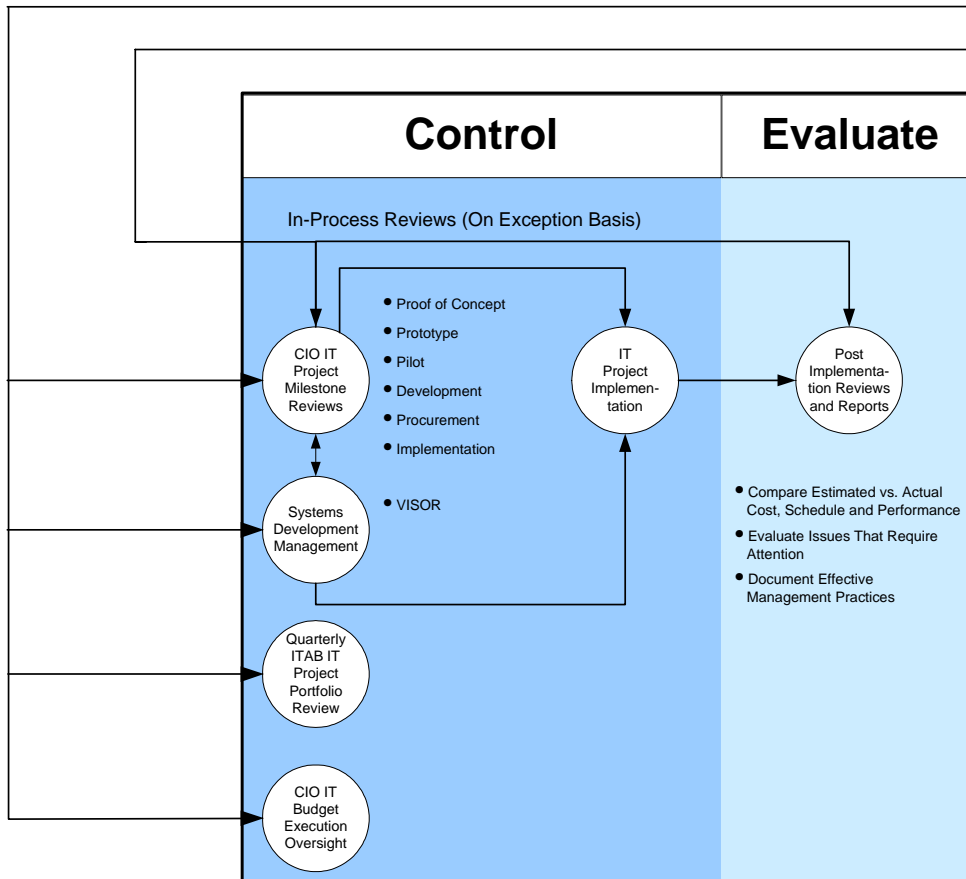 Control
Evaluate
In-Process Reviews (On Exception Basis)
CIO IT
Project
Milestone
Reviews
• Proof of Concept
• Prototype
• Pilot
• Development
• Procurement
• Implementation
• VISOR
IT
Project
Implemen-
tation
Post
Implementa-
tion Reviews
and Reports
Systems
Development
Management
• Compare Estimated vs. Actual
Cost, Schedule and Performance
• Evaluate Issues That Require
Attention
• Document Effective
Management Practices
Quarterly
ITAB IT
Project
Portfolio
Review
CIO IT
Budget
Execution
Oversight